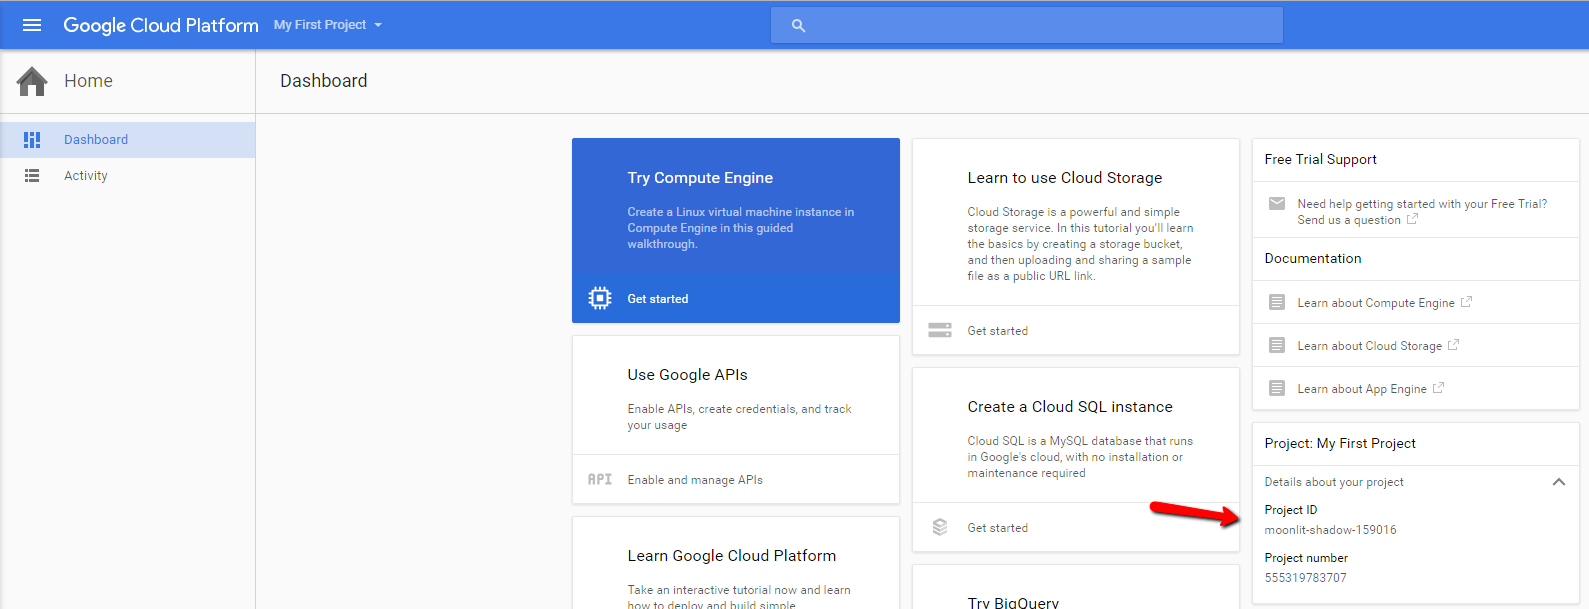 Google Cloud Platform
My First Project
Home
Dashboard
Dashboard
Activity
Try Compute Engine
Create a Linux virtual machine instance in
Compute Engine in this guided
walkthrough.
Get started
Use Google APIs
Enable APIs, create credentials, and track
your usage
API
Enable and manage APIs
Learn Google Cloud Platform
Take an interactive tutorial now and learn
how to deploy and build simple
Learn to use Cloud Storage
Cloud Storage is a powerful and simple
storage service. In this tutorial you'll learn
the basics by creating a storage bucket,
and then uploading and sharing a sample
file as a public URL link.
Get started
Create a Cloud SQL instance
Cloud SQL is a MySQL database that runs
in Google's cloud, with no installation or
maintenance required
Get started
Try BigQuery
Free Trial Support
Need help getting started with your Free Trial?
Send us a question
Documentation
Learn about Compute Engine
Learn about Cloud Storage
Learn about App Engine
Project: My First Project
Details about your project
Project ID
moonlit-shadow-159016
Project number
555319783707